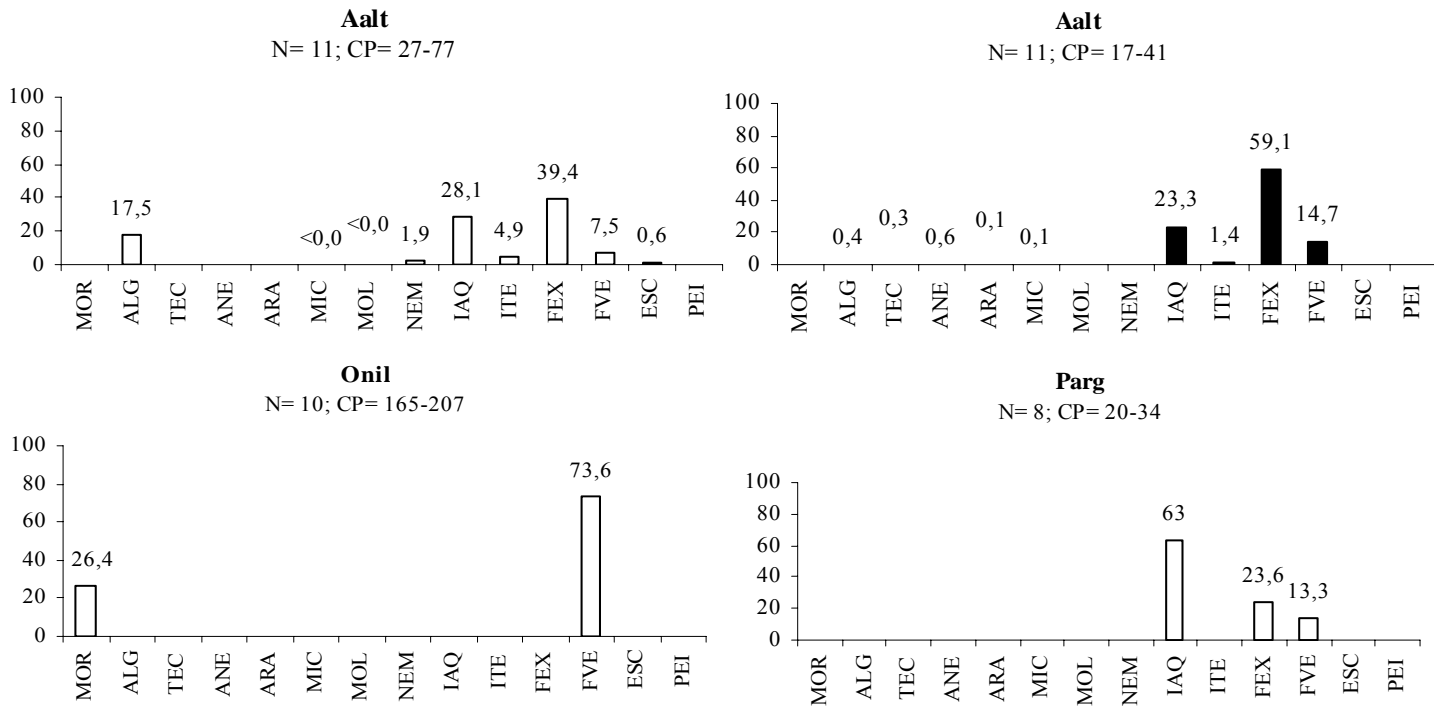 Aalt
N= 11; CP= 27-77
100
80
60
40
20
0
17,5
<0,0
<0,0
1,9
28,1
4,9
39,4
7,5
0,6
MOR
ALG
TEC
ANE
ARA
MIC
MOL
NEM
IAQ
ITE
FEX
FVE
ESC
PEI
Aalt
N= 11; CP= 17-41
100
80
60
40
20
0
0,4
0,3
0,6
0,1
0,1
23,3
1,4
59,1
14,7
MOR
ALG
TEC
ANE
ARA
MIC
MOL
NEM
IAQ
ITE
FEX
FVE
ESC
PEI
Onil
N= 10; CP= 165-207
100
80
60
40
20
0
26,4
73,6
MOR
ALG
TEC
ANE
ARA
MIC
MOL
NEM
IAQ
ITE
FEX
FVE
ESC
PEI
Parg
N= 8; CP= 20-34
100
80
60
40
20
0
63
23,6
13,3
MOR
ALG
TEC
ANE
ARA
MIC
MOL
NEM
IAQ
ITE
FEX
FVE
ESC
PEI